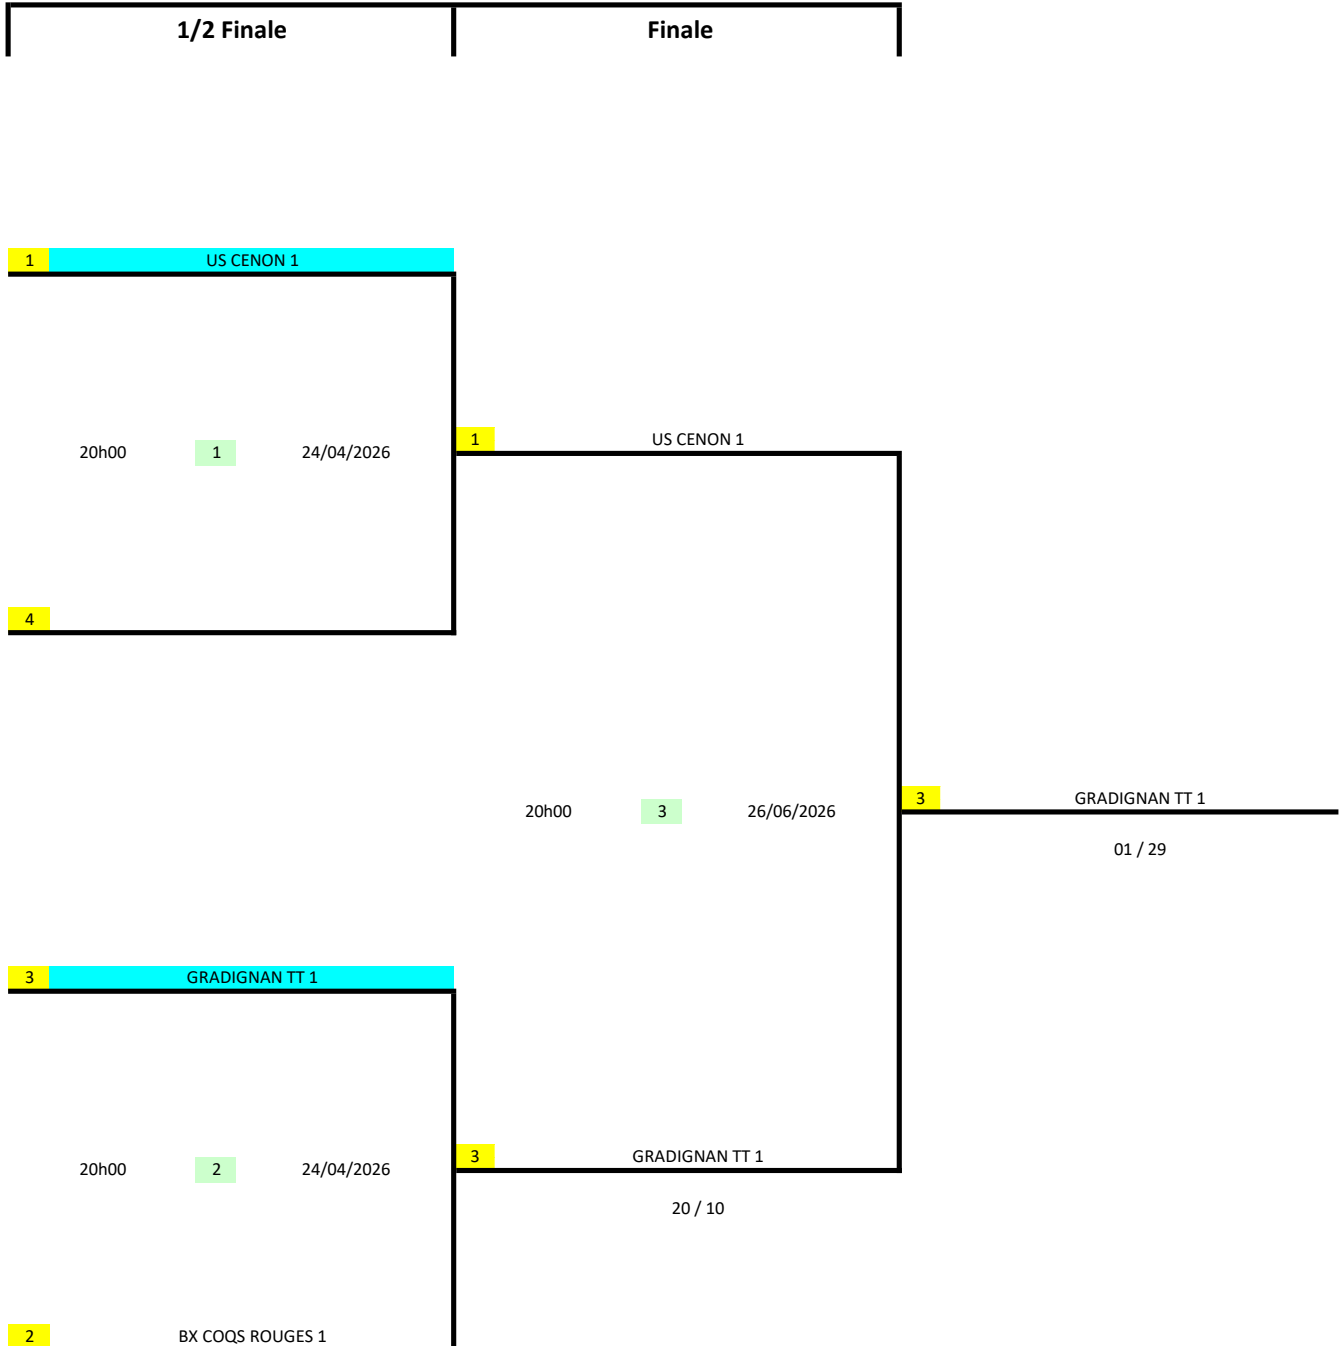 1/2 Finale Finale
1 US CENON 1
1 US CENON 1
20h00 1 24/04/2026
4
3 GRADIGNAN TT 1
20h00 3 26/06/2026
01 / 29
3 GRADIGNAN TT 1
3 GRADIGNAN TT 1
20h00 2 24/04/2026
20 / 10
2 BX COQS ROUGES 1